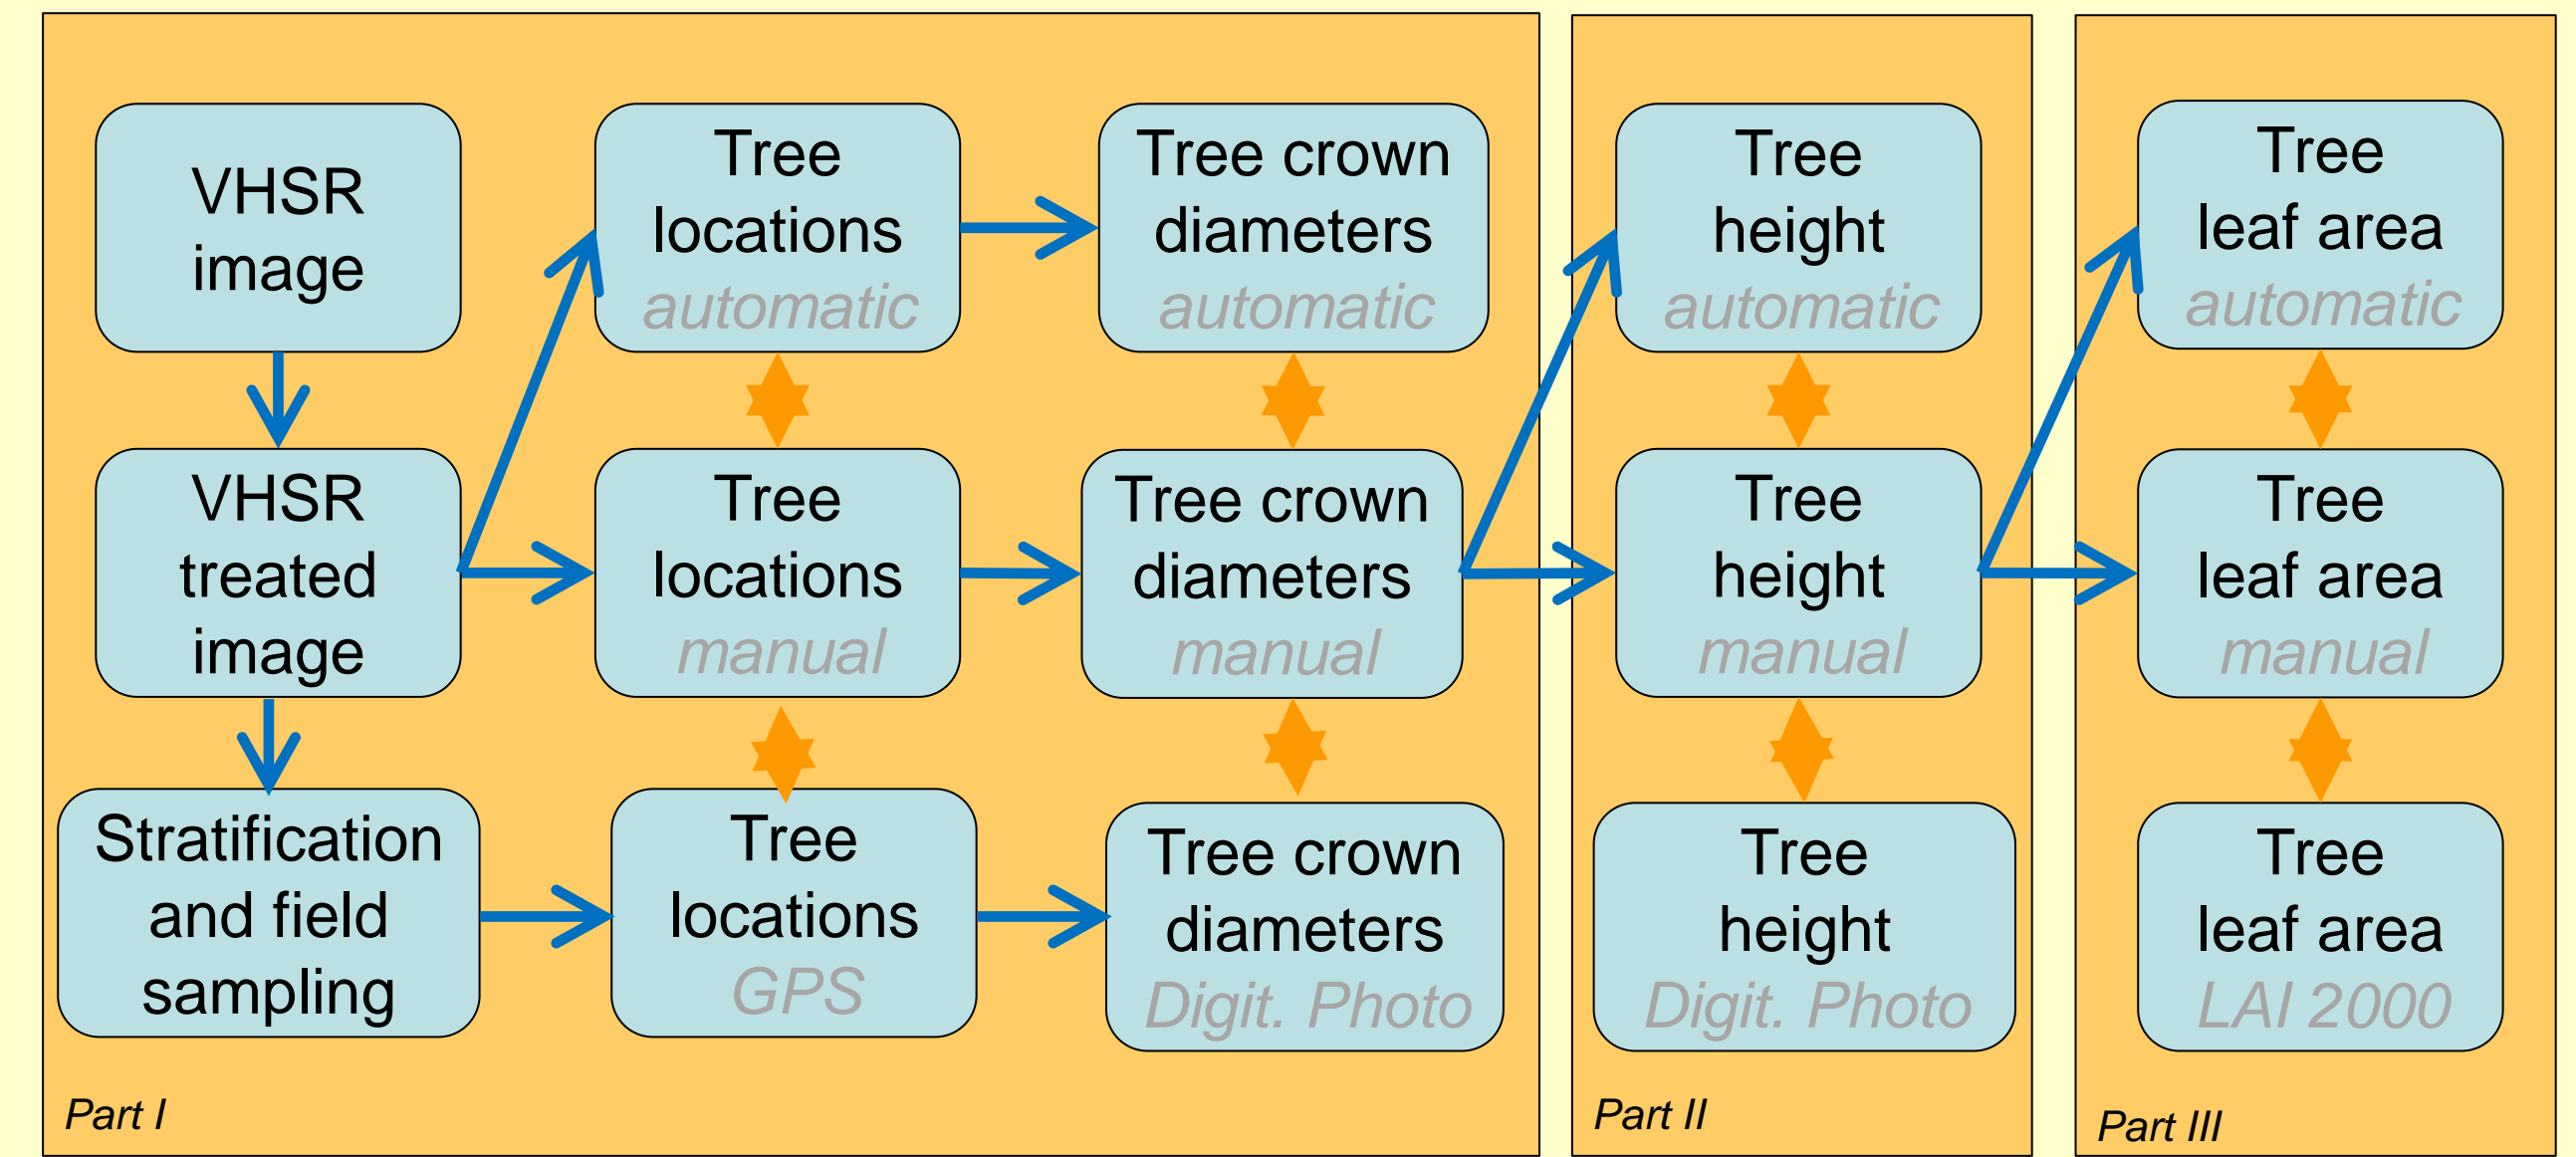 VHSR
image
Tree
locations
automatic
Tree crown
diameters
automatic
Tree
height
automatic
Tree
leaf area
automatic
VHSR
treated
image
Tree
locations
manual
Tree crown
diameters
manual
Tree
height
manual
Tree
leaf area
manual
Stratification
and field
sampling
Tree
locations
GPS
Tree crown
diameters
Digit. Photo
Tree
height
Digit. Photo
Tree
leaf area
LAI 2000
Part I
Part II
Part III